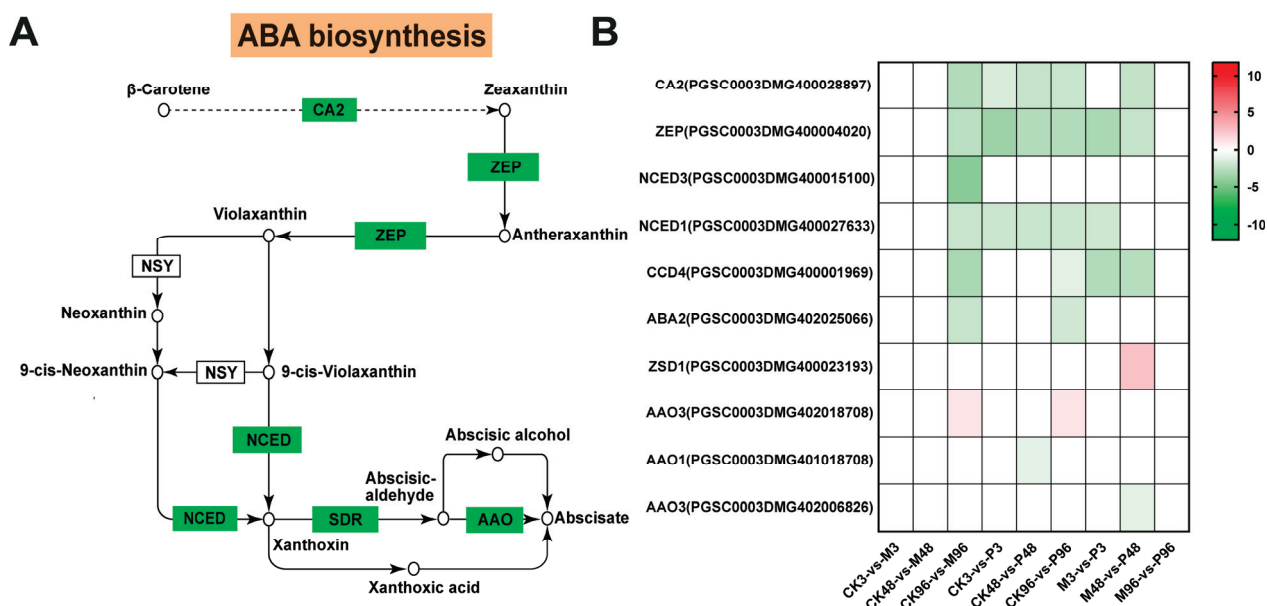 A
ABA biosynthesis
β-Carotene
CA2
Zeaxanthin
ZEP
Violaxanthin
ZEP
Antheraxanthin
NSY
Neoxanthin
9-cis-Neoxanthin
NSY
9-cis-Violaxanthin
NCED
Abscisic alcohol
Abscisic-
aldehyde
NCED
SDR
AAO
Abscisate
Xanthoxin
Xanthoxic acid
B
CA2(PGSC0003DMG400028897)
ZEP(PGSC0003DMG400004020)
NCED3(PGSC0003DMG400015100)
NCED1(PGSC0003DMG400027633)
CCD4(PGSC0003DMG400001969)
ABA2(PGSC0003DMG402025066)
ZSD1(PGSC0003DMG400023193)
AAO3(PGSC0003DMG402018708)
AAO1(PGSC0003DMG401018708)
AAO3(PGSC0003DMG402006826)
CK3-vs-M3
CK48-vs-M48
CK96-vs-M96
CK3-vs-P3
CK48-vs-P48
CK96-vs-P96
M3-vs-P3
M48-vs-P48
M96-vs-P96
10
5
0
-5
-10